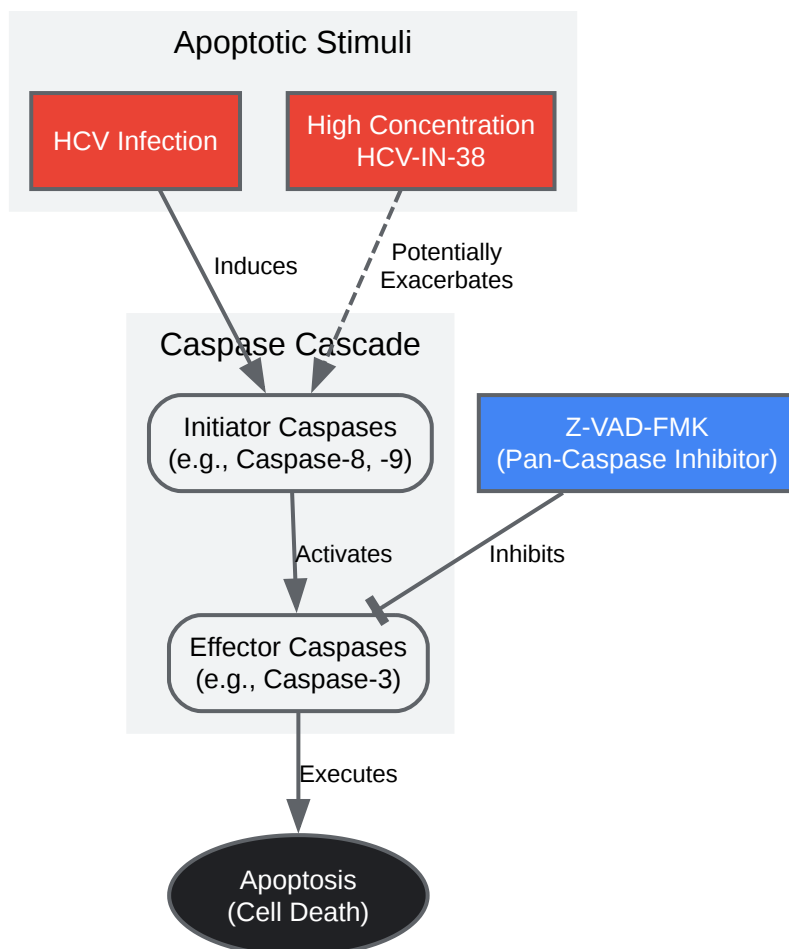 Apoptotic Stimuli
HCV Infection
High Concentration
HCV-IN-38
Induces
Potentially
Exacerbates
Caspase Cascade
Initiator Caspases
(e.g., Caspase-8, -9)
Z-VAD-FMK
(Pan-Caspase Inhibitor)
Activates
Inhibits
Effector Caspases
(e.g., Caspase-3)
Executes
Apoptosis
(Cell Death)